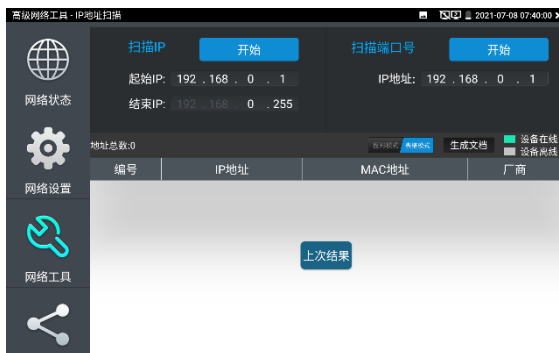 高级网络工具 - IP地址扫描
2021-07-08 07:40:00
网络状态
网络设置
网络工具
扫描IP 开始
起始IP: 192 . 168 . 0 . 1
结束IP: 192 . 168 . 0 . 255
扫描端口号 开始
IP地址: 192 . 168 . 0 . 1
地址总数:0
表格模式
生成文档
设备在线
设备离线
编号 IP地址 MAC地址 厂商
上次结果